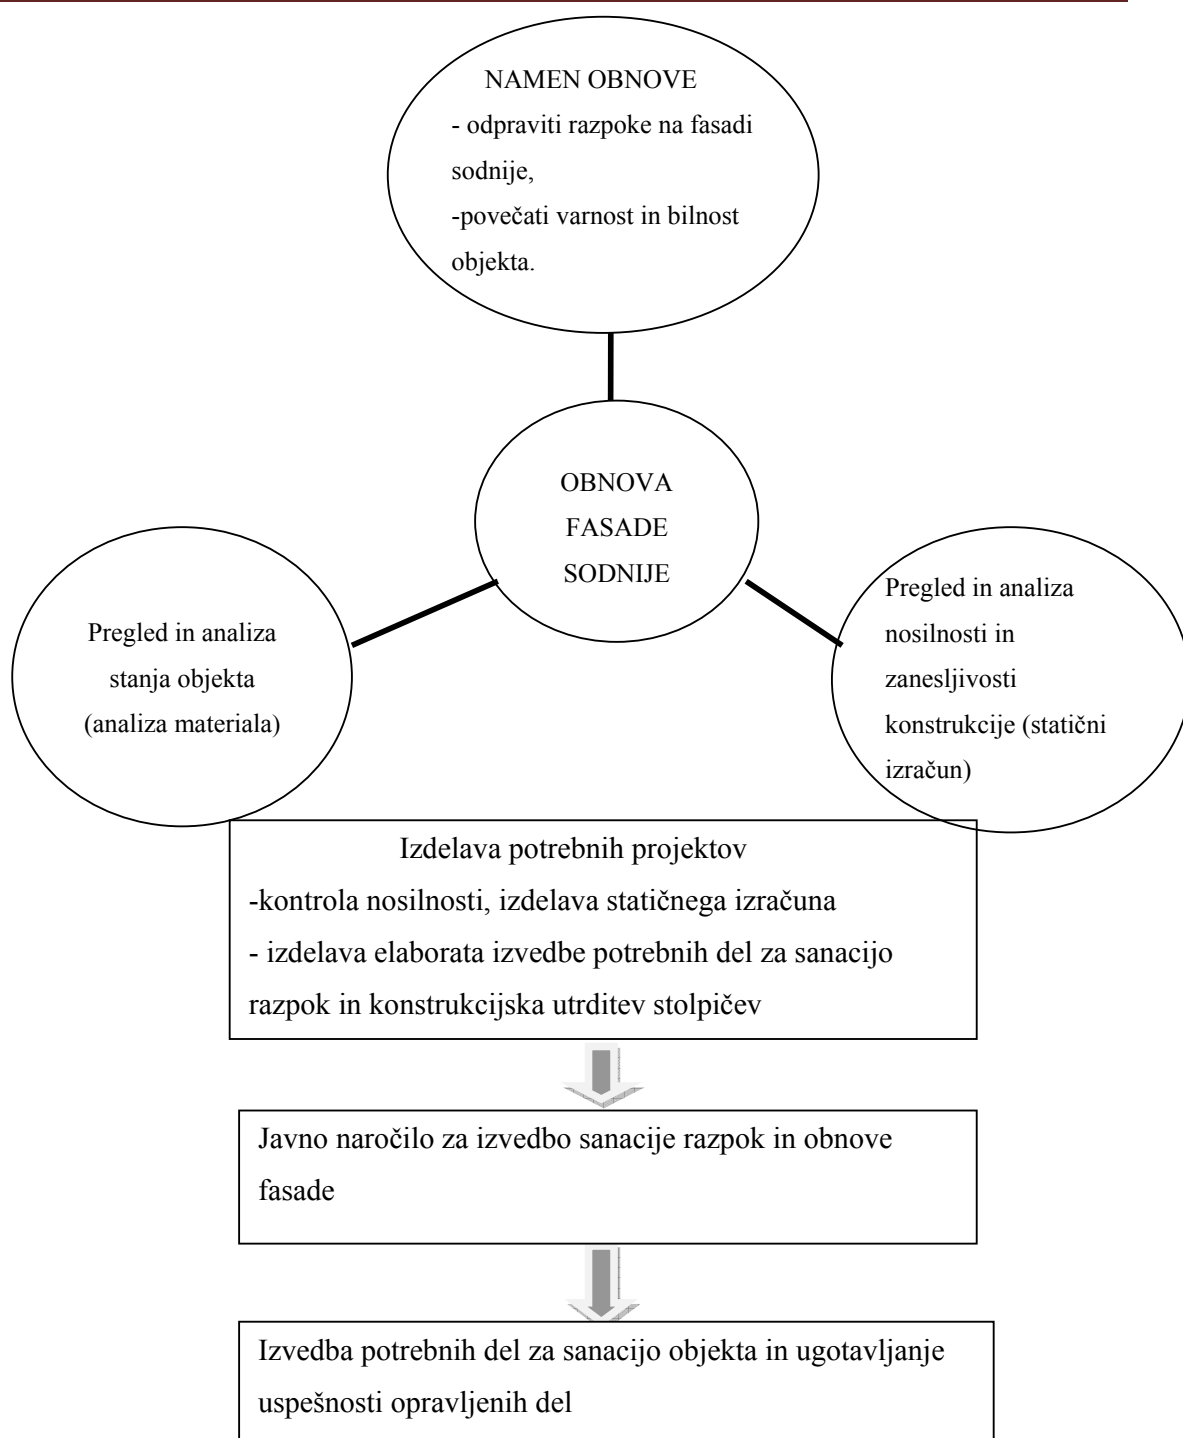 NAMEN OBNOVE
- odpraviti razpoke na fasadi
sodnije,
-povečati varnost in bilnost
objekta.
OBNOVA
FASADE
SODNIJE
Pregled in analiza
stanja objekta
(analiza materiala)
Pregled in analiza
nosilnosti in
zanesljivosti
konstrukcije (statični
izračun)
Izdelava potrebnih projektov
-kontrola nosilnosti, izdelava statičnega izračuna
- izdelava elaborata izvedbe potrebnih del za sanacijo
razpok in konstrukcijska utrditev stolpičev
Javno naročilo za izvedbo sanacije razpok in obnove
fasade
Izvedba potrebnih del za sanacijo objekta in ugotavljanje
uspešnosti opravljenih del